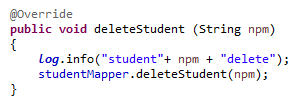 @Override
public void deleteStudent (String npm)
{
    log.info("student"+ npm + "delete");
    studentMapper.deleteStudent(npm);
}